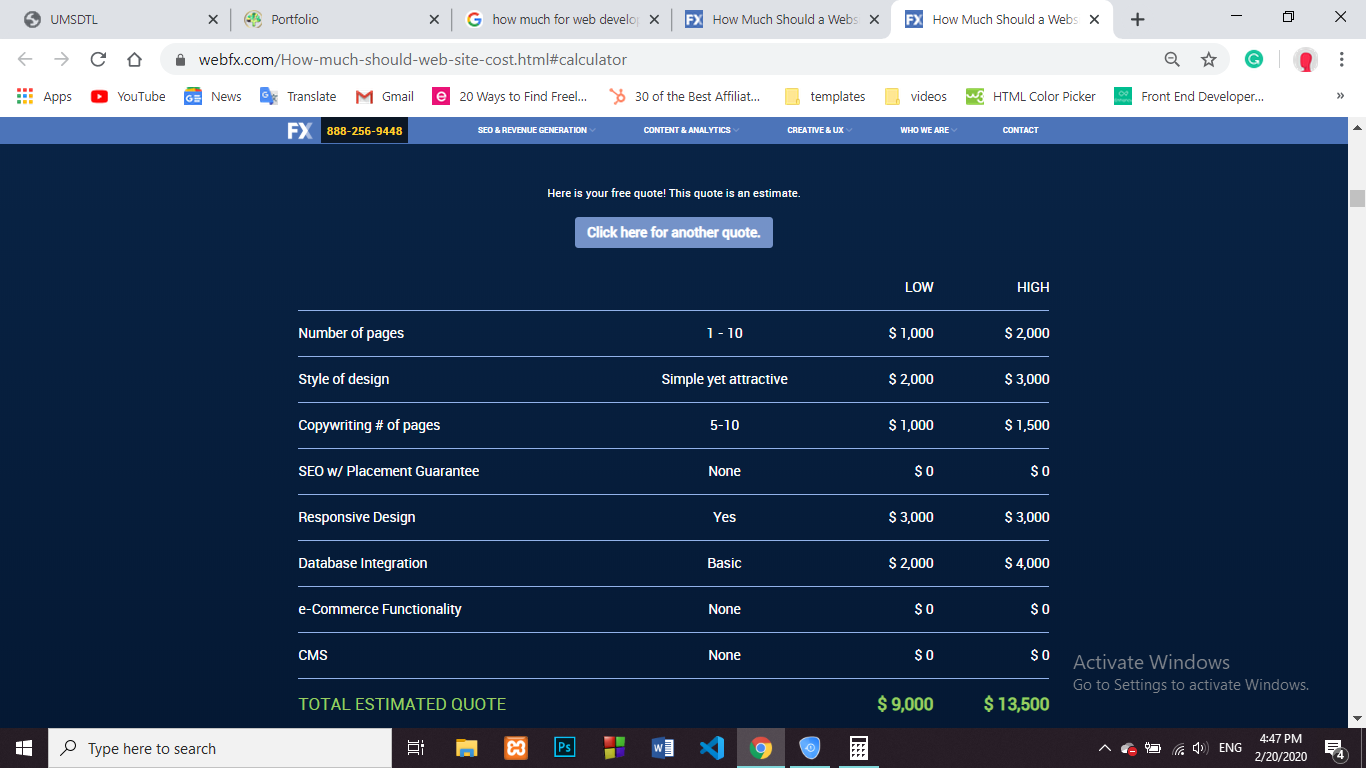 UMSDTL
Portfolio
how much for web develo
How Much Should a Webs
How Much Should a Webs
webfx.com/How-much-should-web-site-cost.html#calculator
Apps YouTube News Translate Gmail 20 Ways to Find Freel... 30 of the Best Affiliat... templates videos HTML Color Picker Front End Developer... »
FX 888-256-9448 SEO & REVENUE GENERATION CONTENT & ANALYTICS CREATIVE & UX WHO WE ARE CONTACT
Here is your free quote! This quote is an estimate.
Click here for another quote.
LOW HIGH
Number of pages 1 - 10 $ 1,000 $ 2,000
Style of design Simple yet attractive $ 2,000 $ 3,000
Copywriting # of pages 5-10 $ 1,000 $ 1,500
SEO w/ Placement Guarantee None $ 0 $ 0
Responsive Design Yes $ 3,000 $ 3,000
Database Integration Basic $ 2,000 $ 4,000
e-Commerce Functionality None $ 0 $ 0
CMS None $ 0 $ 0
TOTAL ESTIMATED QUOTE $ 9,000 $ 13,500
Activate Windows
Go to Settings to activate Windows.
Type here to search
ENG
4:47 PM
2/20/2020
4